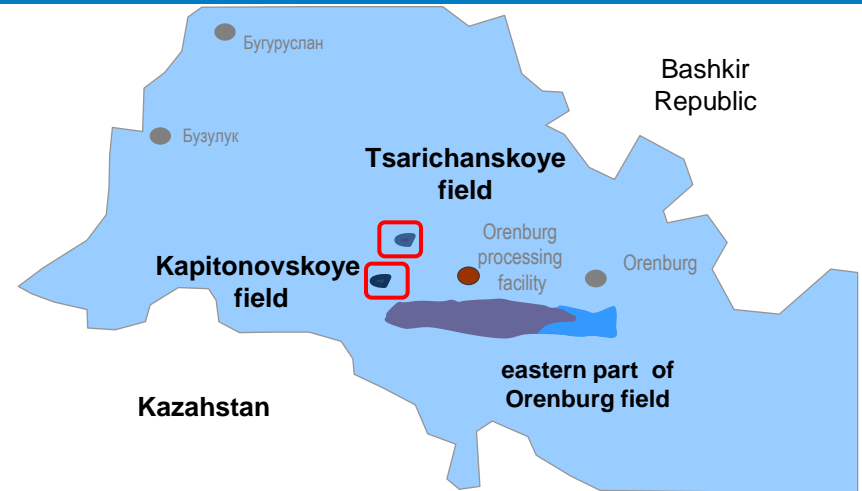 Бугуруслан
Bashkir
Republic
Бузулук
Tsarichanskoye
field
Orenburg
processing
facility
Orenburg
Kapitonovskoye
field
eastern part of
Orenburg field
Kazahstan